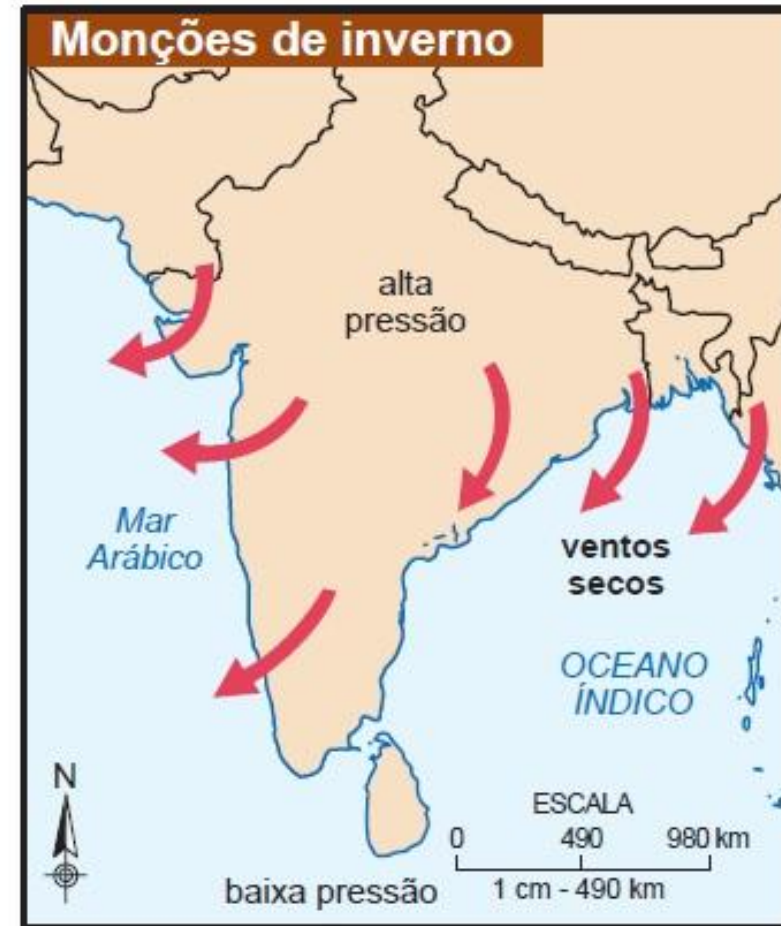 Monções de inverno
alta
pressão
Mar
Arábico
ventos
secos
OCEANO
ÍNDICO
N
ESCALA
0 490 980 km
1 cm - 490 km
baixa pressão